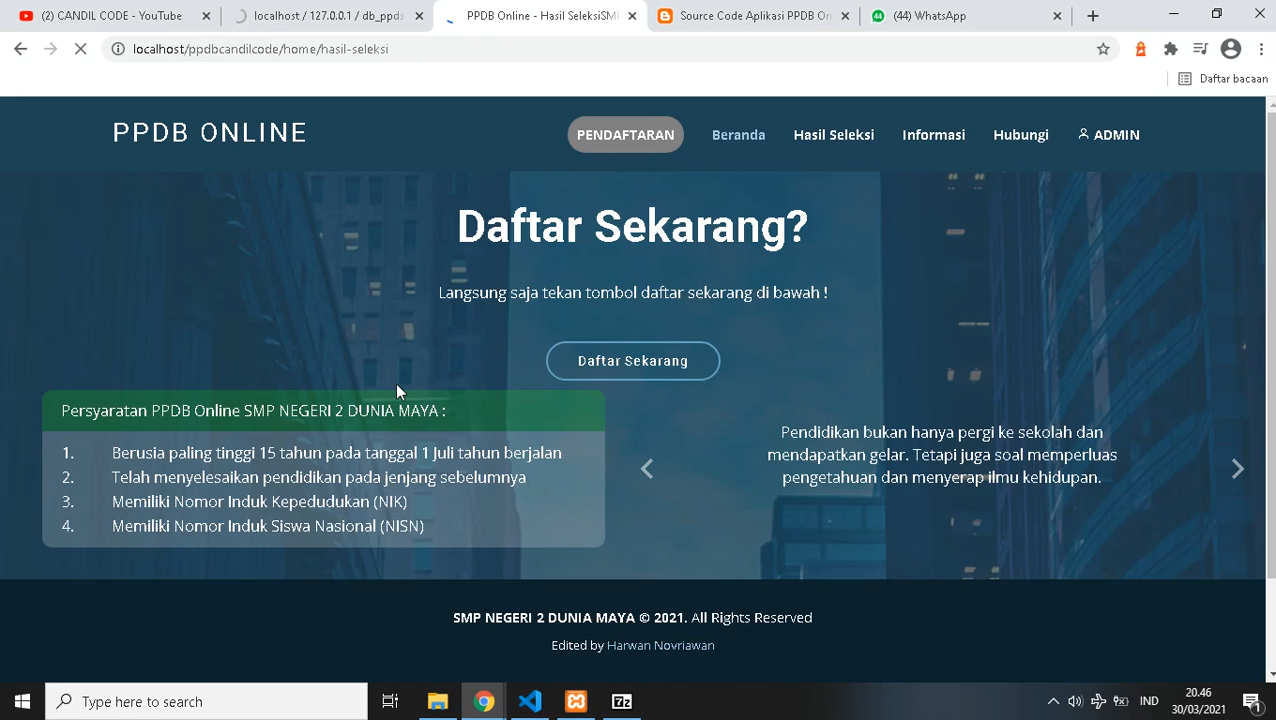 (2) CANDIL CODE - YouTube
localhost / 127.0.0.1 / db_pp
PPDB Online - Hasil SeleksiSM
Source Code Aplikasi PPDB On
44
(44) WhatsApp
localhost/ppdbcandilcode/home/hasil-seleksi
Daftar bacaan
PPDB ONLINE
PENDAFTARAN
Beranda
Hasil Seleksi
Informasi
Hubungi
ADMIN
Daftar Sekarang?
Langsung saja tekan tombol daftar sekarang di bawah !
Daftar Sekarang
Persyaratan PPDB Online SMP NEGERI 2 DUNIA MAYA :
1. Berusia paling tinggi 15 tahun pada tanggal 1 Juli tahun berjalan
2. Telah menyelesaikan pendidikan pada jenjang sebelumnya
3. Memiliki Nomor Induk Kepedudukan (NIK)
4. Memiliki Nomor Induk Siswa Nasional (NISN)
Pendidikan bukan hanya pergi ke sekolah dan
mendapatkan gelar. Tetapi juga soal memperluas
pengetahuan dan menyerap ilmu kehidupan.
SMP NEGERI 2 DUNIA MAYA © 2021. All Rights Reserved
Edited by Harwan Novriawan
Type here to search
7z
IND
20.46
30/03/2021
1